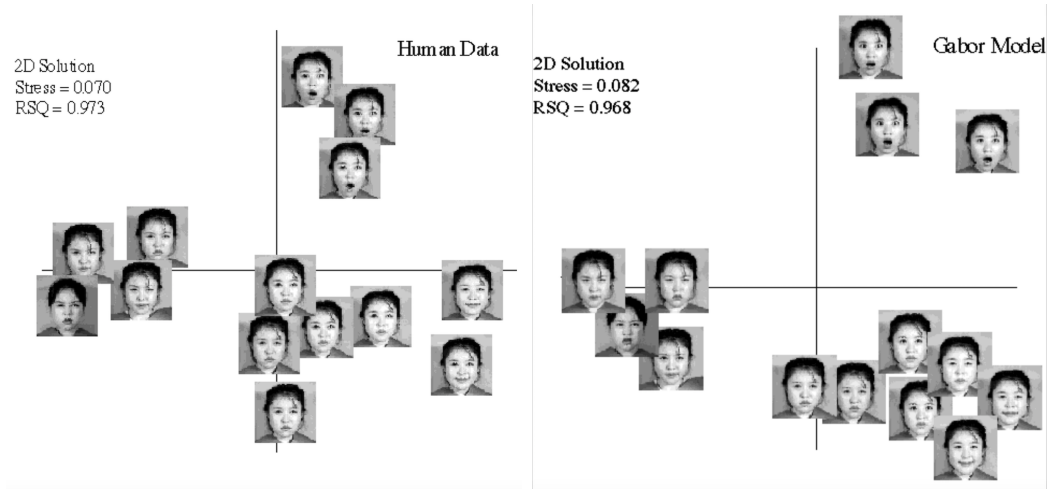 Human Data
2D Solution
Stress = 0.070
RSQ = 0.973
Gabor Model
2D Solution
Stress = 0.082
RSQ = 0.968